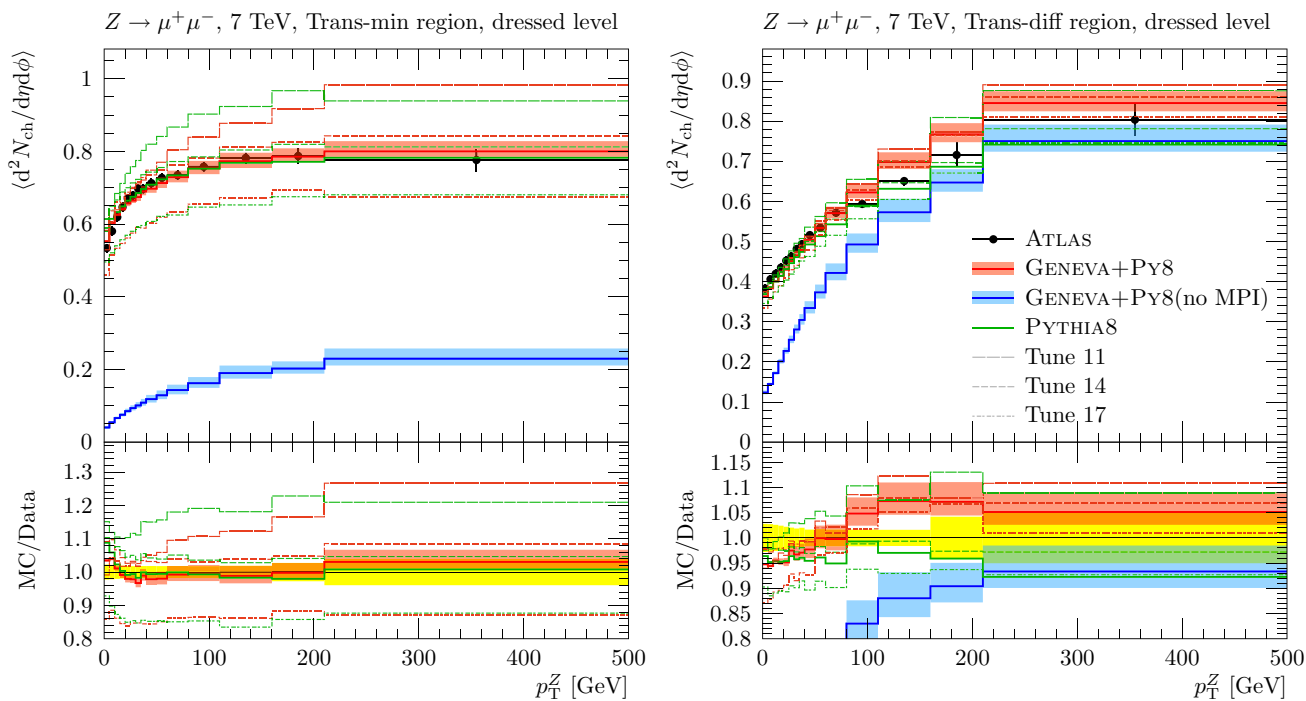 Z → μ⁺μ⁻, 7 TeV, Trans-min region, dressed level
⟨d²N_ch/dηdϕ⟩
1
0.8
0.6
0.4
0.2
0
MC/Data
1.3
1.2
1.1
1.0
0.9
0.8
0 100 200 300 400 500
p_T^Z [GeV]
Z → μ⁺μ⁻, 7 TeV, Trans-diff region, dressed level
⟨d²N_ch/dηdϕ⟩
0.9
0.8
0.7
0.6
0.5
0.4
0.3
0.2
0.1
0
ATLAS
GENEVA+PY8
GENEVA+PY8(no MPI)
PYTHIA8
Tune 11
Tune 14
Tune 17
MC/Data
1.15
1.1
1.05
1.0
0.95
0.9
0.85
0.8
0 100 200 300 400 500
p_T^Z [GeV]